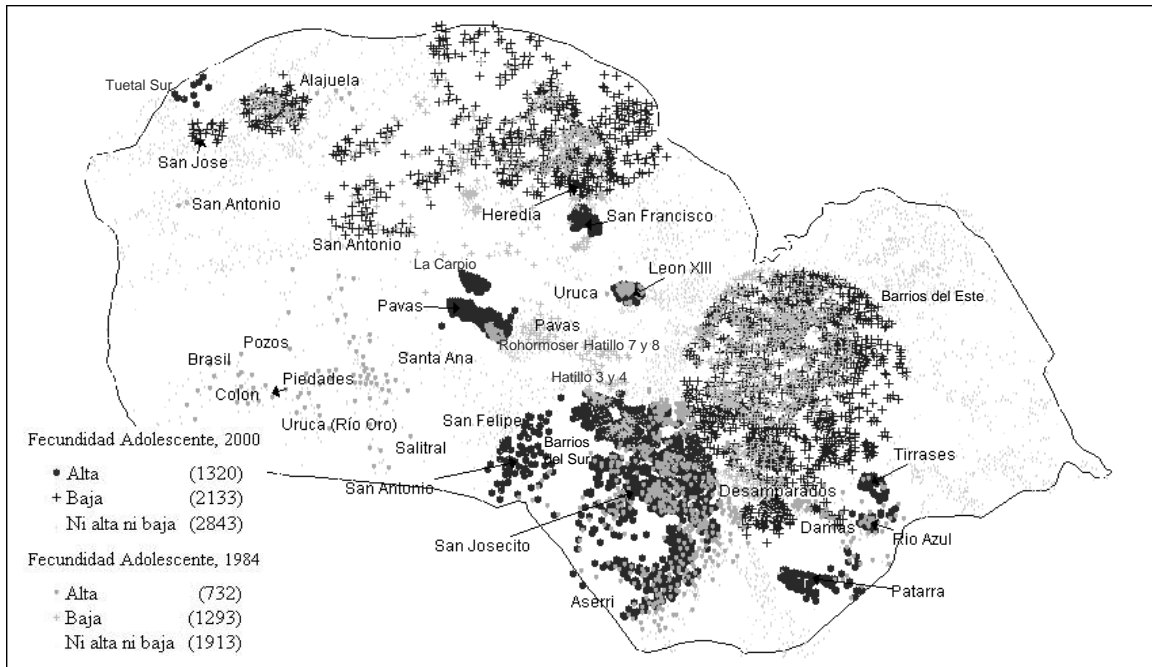 Tuetal Sur
Alajuela
San Jose
San Antonio
San Antonio
Heredia
San Francisco
La Carpio
Leon XIII
Uruca
Barrios del Este
Pavas
Pavas
Rohormoser Hatillo 7 y 8
Pozos
Santa Ana
Brasil
Piedades
Hatillo 3 y 4
Colon
San Felipe
Uruca (Río Oro)
Salitral
Barrios
del Sur
Tirrases
San Antonio
Desamparados
Damas
Río Azul
San Josecito
Aserri
Patarra
Fecundidad Adolescente, 2000
Alta (1320)
Baja (2133)
Ni alta ni baja (2843)
Fecundidad Adolescente, 1984
Alta (732)
Baja (1293)
Ni alta ni baja (1913)